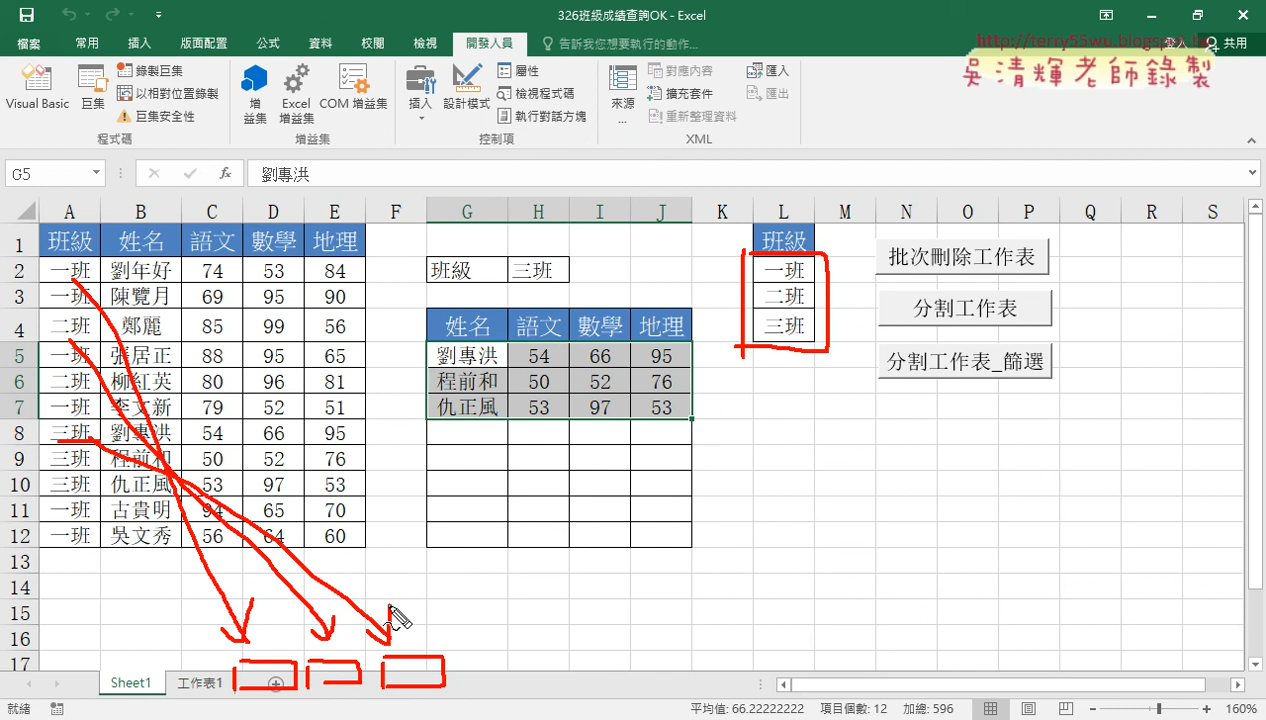 326班級成績查詢OK - Excel
檔案 常用 插入 版面配置 公式 資料 校閱 檢視 開發人員 告訴我您想要執行的動作... 登入 共用
http://terry55wu.blogspot.tw
吳清輝老師錄製
Visual Basic 巨集 錄製巨集 以相對位置錄製 巨集安全性 程式碼
增益集 Excel 增益集 COM 增益集 增益集
插入 設計模式 屬性 檢視程式碼 執行對話方塊 控制項
來源... 對應內容 擴充套件 重新整理資料 匯入 匯出 XML
G5 fx 劉專洪
A B C D E F G H I J K L M N O P Q R S
1 班級 姓名 語文 數學 地理 班級
2 一班 劉年好 74 53 84 班級 三班 一班 批次刪除工作表
3 一班 陳覽月 69 95 90 二班 分割工作表
4 二班 鄭麗 85 99 56 姓名 語文 數學 地理 三班
5 一班 張居正 88 95 65 劉專洪 54 66 95 分割工作表_篩選
6 二班 柳紅英 80 96 81 程前和 50 52 76
7 一班 李文新 79 52 51 仇正風 53 97 53
8 三班 劉專洪 54 66 95
9 三班 程前和 50 52 76
10 三班 仇正風 53 97 53
11 一班 古貴明 94 65 70
12 一班 吳文秀 56 64 60
13
14
15
16
17
Sheet1 工作表1
就緒 平均值: 66.22222222 項目個數: 12 加總: 596 160%